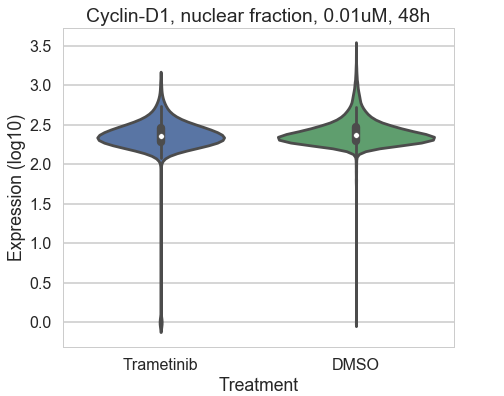 Cyclin-D1, nuclear fraction, 0.01uM, 48h
3.5
3.0
2.5
2.0
1.5
1.0
0.5
0.0
Expression (log10)
Trametinib
DMSO
Treatment